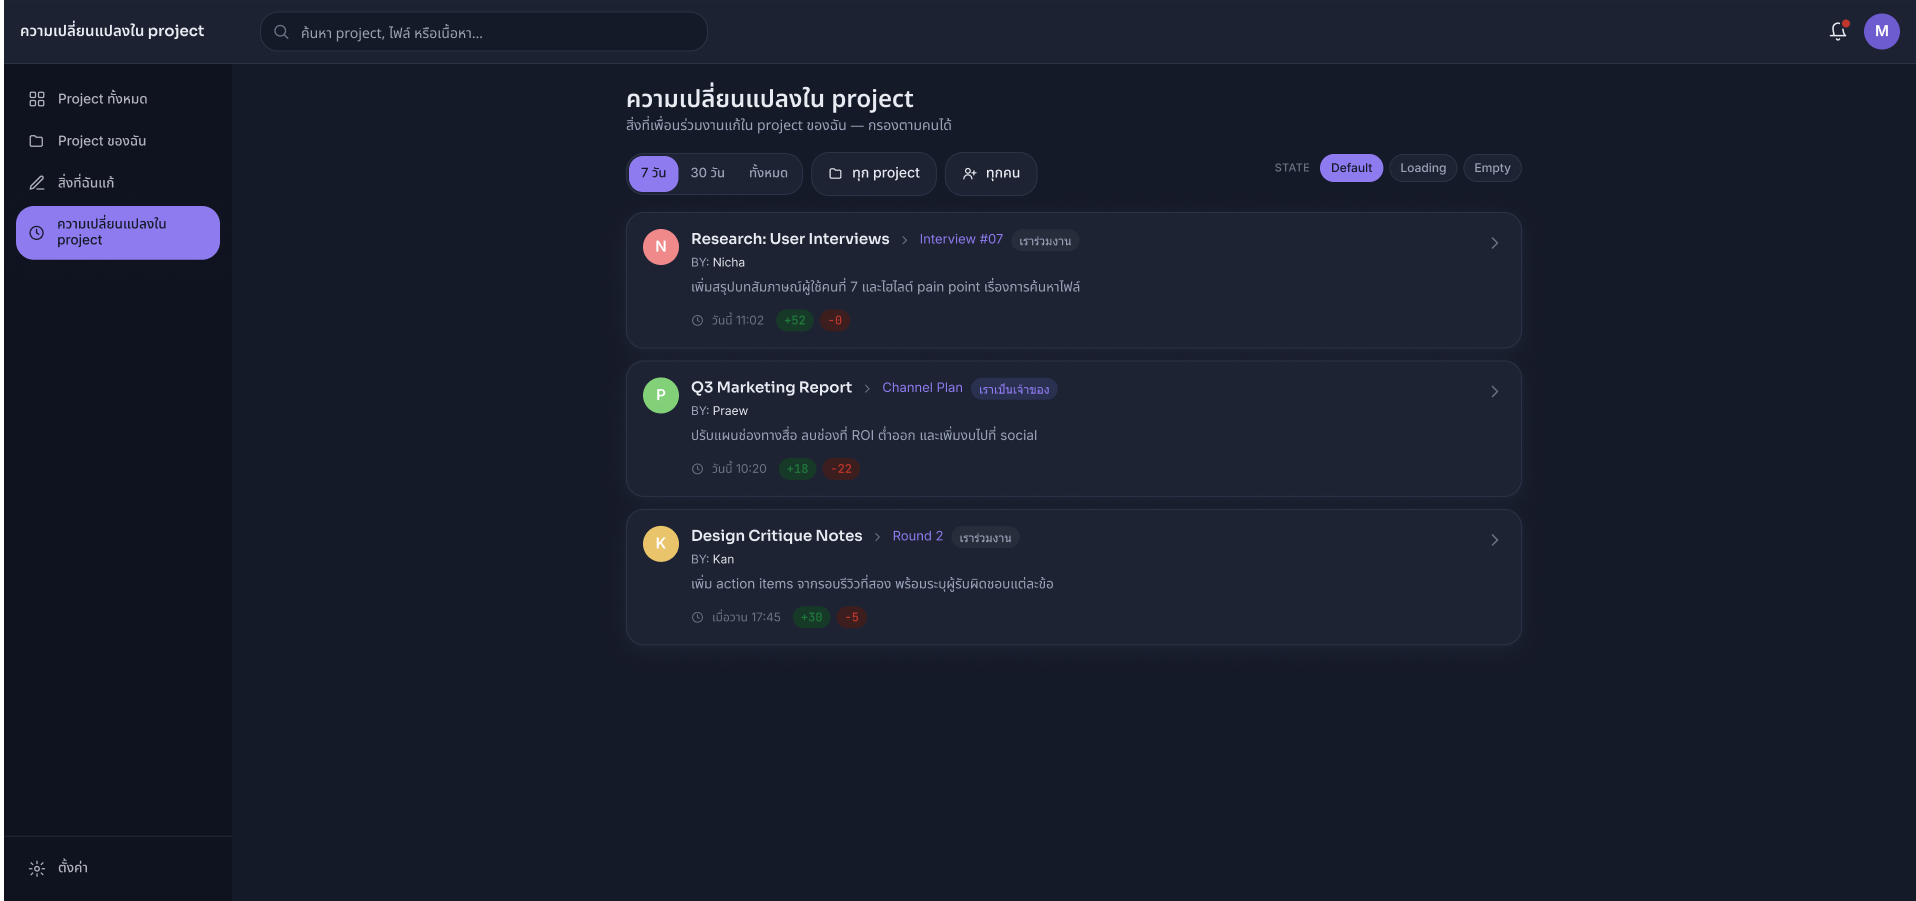 ความเปลี่ยนแปลงใน project
ค้นหา project, ไฟล์ หรือเนื้อหา...
M
Project ทั้งหมด
Project ของฉัน
สิ่งที่ฉันแก้
ความเปลี่ยนแปลงใน
project
ตั้งค่า
ความเปลี่ยนแปลงใน project
สิ่งที่เพื่อนร่วมงานแก้ใน project ของฉัน — กรองตามคนได้
7 วัน 30 วัน ทั้งหมด ทุก project ทุกคน
STATE Default Loading Empty
N
Research: User Interviews > Interview #07 เราร่วมงาน
BY: Nicha
เพิ่มสรุปบทสัมภาษณ์ผู้ใช้คนที่ 7 และไฮไลต์ pain point เรื่องการค้นหาไฟล์
วันนี้ 11:02 +52 -0
P
Q3 Marketing Report > Channel Plan เราเป็นเจ้าของ
BY: Praew
ปรับแผนช่องทางสื่อ ลบช่องที่ ROI ต่ำออก และเพิ่มงบไปที่ social
วันนี้ 10:20 +18 -22
K
Design Critique Notes > Round 2 เราร่วมงาน
BY: Kan
เพิ่ม action items จากรอบรีวิวที่สอง พร้อมระบุผู้รับผิดชอบแต่ละข้อ
เมื่อวาน 17:45 +30 -5